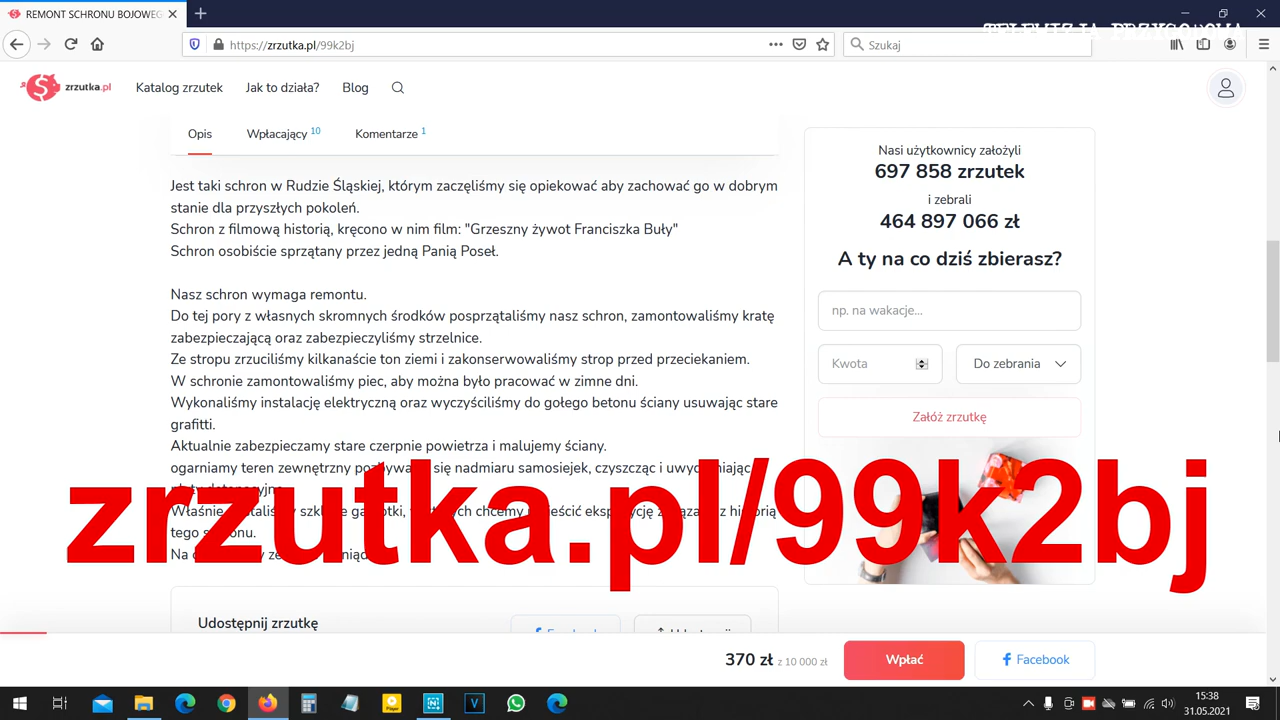 REMONT SCHRONU BOJOWEG
TELEWIZJA PRZYGODOWA
https://zrzutka.pl/99k2bj
Szukaj
zrzutka.pl
Katalog zrzutek
Jak to działa?
Blog
Opis
Wpłacający 10
Komentarze 1
Jest taki schron w Rudzie Śląskiej, którym zaczęliśmy się opiekować aby zachować go w dobrym
stanie dla przyszłych pokoleń.
Schron z filmową historią, kręcono w nim film: "Grzeszny żywot Franciszka Buły"
Schron osobiście sprzątany przez jedną Panią Poseł.
Nasz schron wymaga remontu.
Do tej pory z własnych skromnych środków posprzątaliśmy nasz schron, zamontowaliśmy kratę
zabezpieczającą oraz zabezpieczyliśmy strzelnice.
Ze stropu zrzuciliśmy kilkanaście ton ziemi i zakonserwowaliśmy strop przed przeciekaniem.
W schronie zamontowaliśmy piec, aby można było pracować w zimne dni.
Wykonaliśmy instalację elektryczną oraz wyczyściliśmy do gołego betonu ściany usuwając stare
grafitti.
Aktualnie zabezpieczamy stare czerpnie powietrza i malujemy ściany.
ogarniamy teren zewnętrzny się nadmiaru samosiejek, czyszcząc i
Właśnie
tego
Na
zrzutka.pl/99k2bj
Udostępnij zrzutkę
Nasi użytkownicy założyli
697 858 zrzutek
i zebrali
464 897 066 zł
A ty na co dziś zbierasz?
np. na wakacje...
Kwota
Do zebrania
Załóż zrzutkę
370 zł z 10 000 zł
Wpłać
Facebook
15:38
31.05.2021